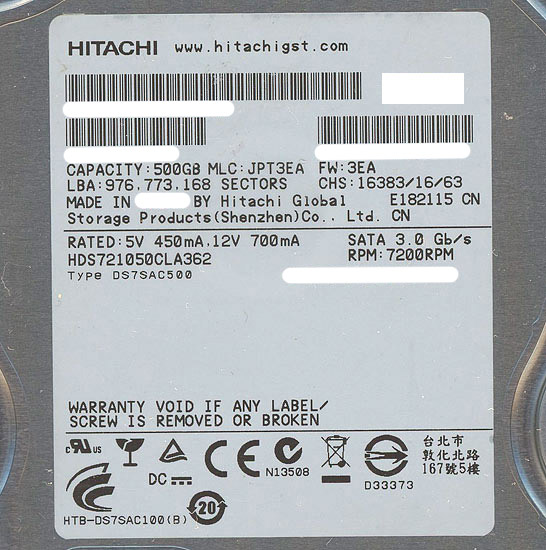 HITACHI www.hitachigst.com
CAPACITY:500GB MLC:JPT3EA FW:3EA
LBA:976,773,168 SECTORS CHS:16383/16/63
MADE IN BY Hitachi Global E182115 CN
Storage Products(Shenzhen)Co., Ltd. CN
RATED:5V 450mA,12V 700mA SATA 3.0 Gb/s
HDS721050CLA362 RPM:7200RPM
Type DS7SAC500
WARRANTY VOID IF ANY LABEL/
SCREW IS REMOVED OR BROKEN
c RU US
CE
N13508
DC
D33373
台北市
敦化北路
167號5樓
20
HTB-DS7SAC100(B)